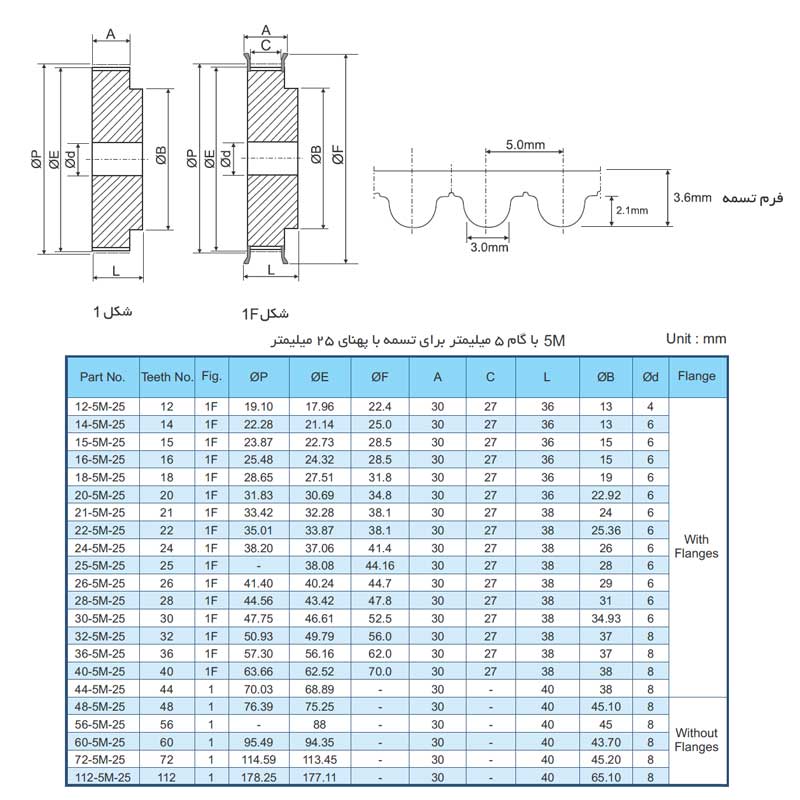 A
A
C
ØP
ØE
Ød
ØB
ØP
ØE
Ød
ØB
ØF
L
L
شکل 1
شکل 1F
5.0mm
3.6mm
فرم تسمه
2.1mm
3.0mm
5M با گام ۵ میلیمتر برای تسمه با پهنای ۲۵ میلیمتر
Unit : mm
Part No. Teeth No. Fig. ØP ØE ØF A C L ØB Ød Flange
12-5M-25 12 1F 19.10 17.96 22.4 30 27 36 13 4
14-5M-25 14 1F 22.28 21.14 25.0 30 27 36 13 6
15-5M-25 15 1F 23.87 22.73 28.5 30 27 36 15 6
16-5M-25 16 1F 25.48 24.32 28.5 30 27 36 15 6
18-5M-25 18 1F 28.65 27.51 31.8 30 27 36 19 6
20-5M-25 20 1F 31.83 30.69 34.8 30 27 36 22.92 6
21-5M-25 21 1F 33.42 32.28 38.1 30 27 38 24 6
22-5M-25 22 1F 35.01 33.87 38.1 30 27 38 25.36 6
24-5M-25 24 1F 38.20 37.06 41.4 30 27 38 26 6
25-5M-25 25 1F - 38.08 44.16 30 27 38 28 6
26-5M-25 26 1F 41.40 40.24 44.7 30 27 38 29 6
28-5M-25 28 1F 44.56 43.42 47.8 30 27 38 31 6
30-5M-25 30 1F 47.75 46.61 52.5 30 27 38 34.93 6
32-5M-25 32 1F 50.93 49.79 56.0 30 27 38 37 8
36-5M-25 36 1F 57.30 56.16 62.0 30 27 38 37 8
40-5M-25 40 1F 63.66 62.52 70.0 30 27 38 38 8
With
Flanges
44-5M-25 44 1 70.03 68.89 - 30 - 40 38 8
48-5M-25 48 1 76.39 75.25 - 30 - 40 45.10 8
56-5M-25 56 1 - 88 - 30 - 40 45 8
60-5M-25 60 1 95.49 94.35 - 30 - 40 43.70 8
72-5M-25 72 1 114.59 113.45 - 30 - 40 45.20 8
112-5M-25 112 1 178.25 177.11 - 30 - 40 65.10 8
Without
Flanges